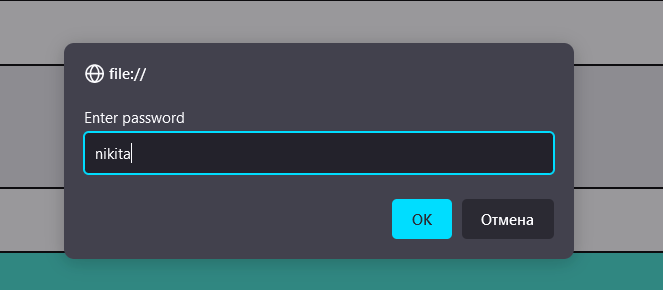 file://
Enter password
nikita
OK
Отмена